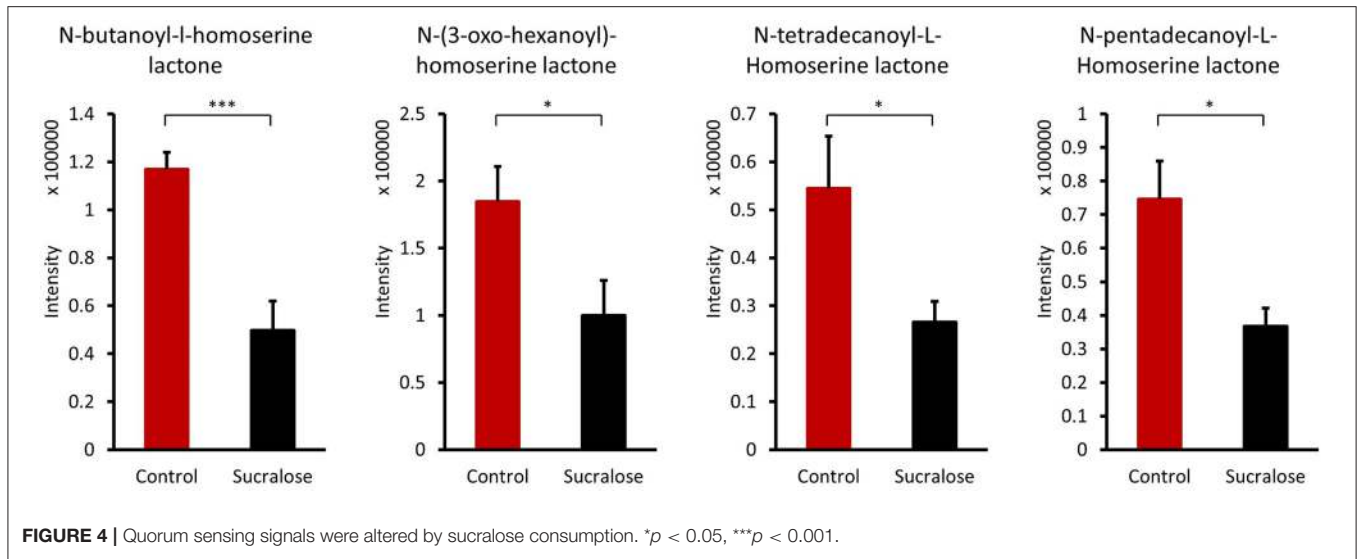 N-butanoyl-l-homoserine
lactone
***
x 100000
Intensity
1.4
1.2
1
0.8
0.6
0.4
0.2
0
Control Sucralose
N-(3-oxo-hexanoyl)-
homoserine lactone
*
x 100000
Intensity
2.5
2
1.5
1
0.5
0
Control Sucralose
N-tetradecanoyl-L-
Homoserine lactone
*
x 100000
Intensity
0.7
0.6
0.5
0.4
0.3
0.2
0.1
0
Control Sucralose
N-pentadecanoyl-L-
Homoserine lactone
*
x 100000
Intensity
1
0.9
0.8
0.7
0.6
0.5
0.4
0.3
0.2
0.1
0
Control Sucralose
FIGURE 4 | Quorum sensing signals were altered by sucralose consumption. *p < 0.05, ***p < 0.001.